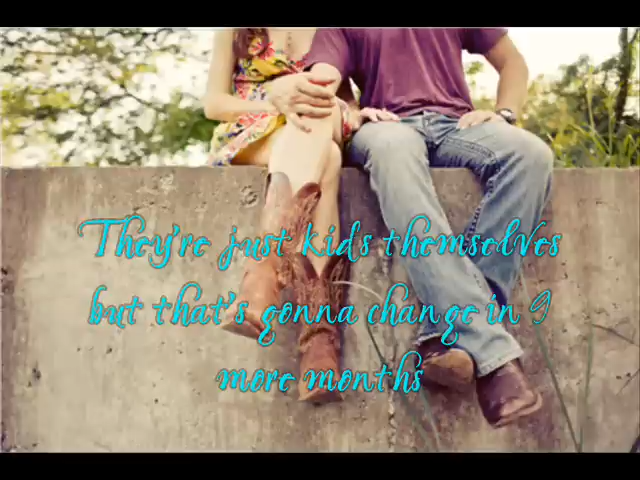 They're just kids themselves
but that's gonna change in 9
more months